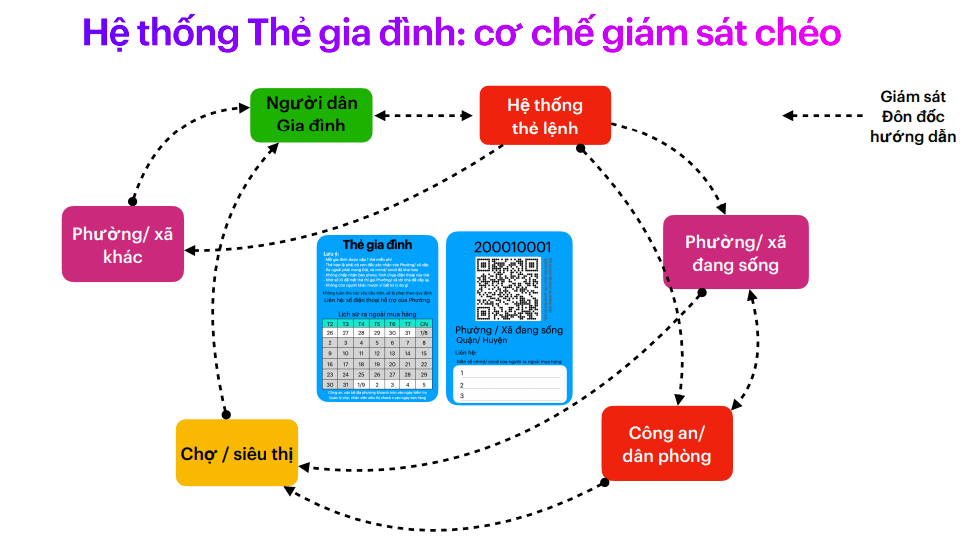 Hệ thống Thẻ gia đình: cơ chế giám sát chéo
Người dân
Gia đình
Hệ thống
thẻ lệnh
Giám sát
Đôn đốc
hướng dẫn
Phường/ xã
khác
Phường/ xã
đang sống
Thẻ gia đình
Lưu ý:
Liên hệ: số điện thoại hỗ trợ của Phường
Lịch sử ra ngoài mua hàng
T2 T3 T4 T5 T6 T7 CN
26 27 28 29 30 31 1/8
2 3 4 5 6 7 8
9 10 11 12 13 14 15
16 17 18 19 20 21 22
23 24 25 26 27 28 29
30 31 1/9 2 3 4 5
200010001
Phường / Xã đang sống
Quận/ Huyện
Liên hệ:
1
2
3
Chợ / siêu thị
Công an/
dân phòng